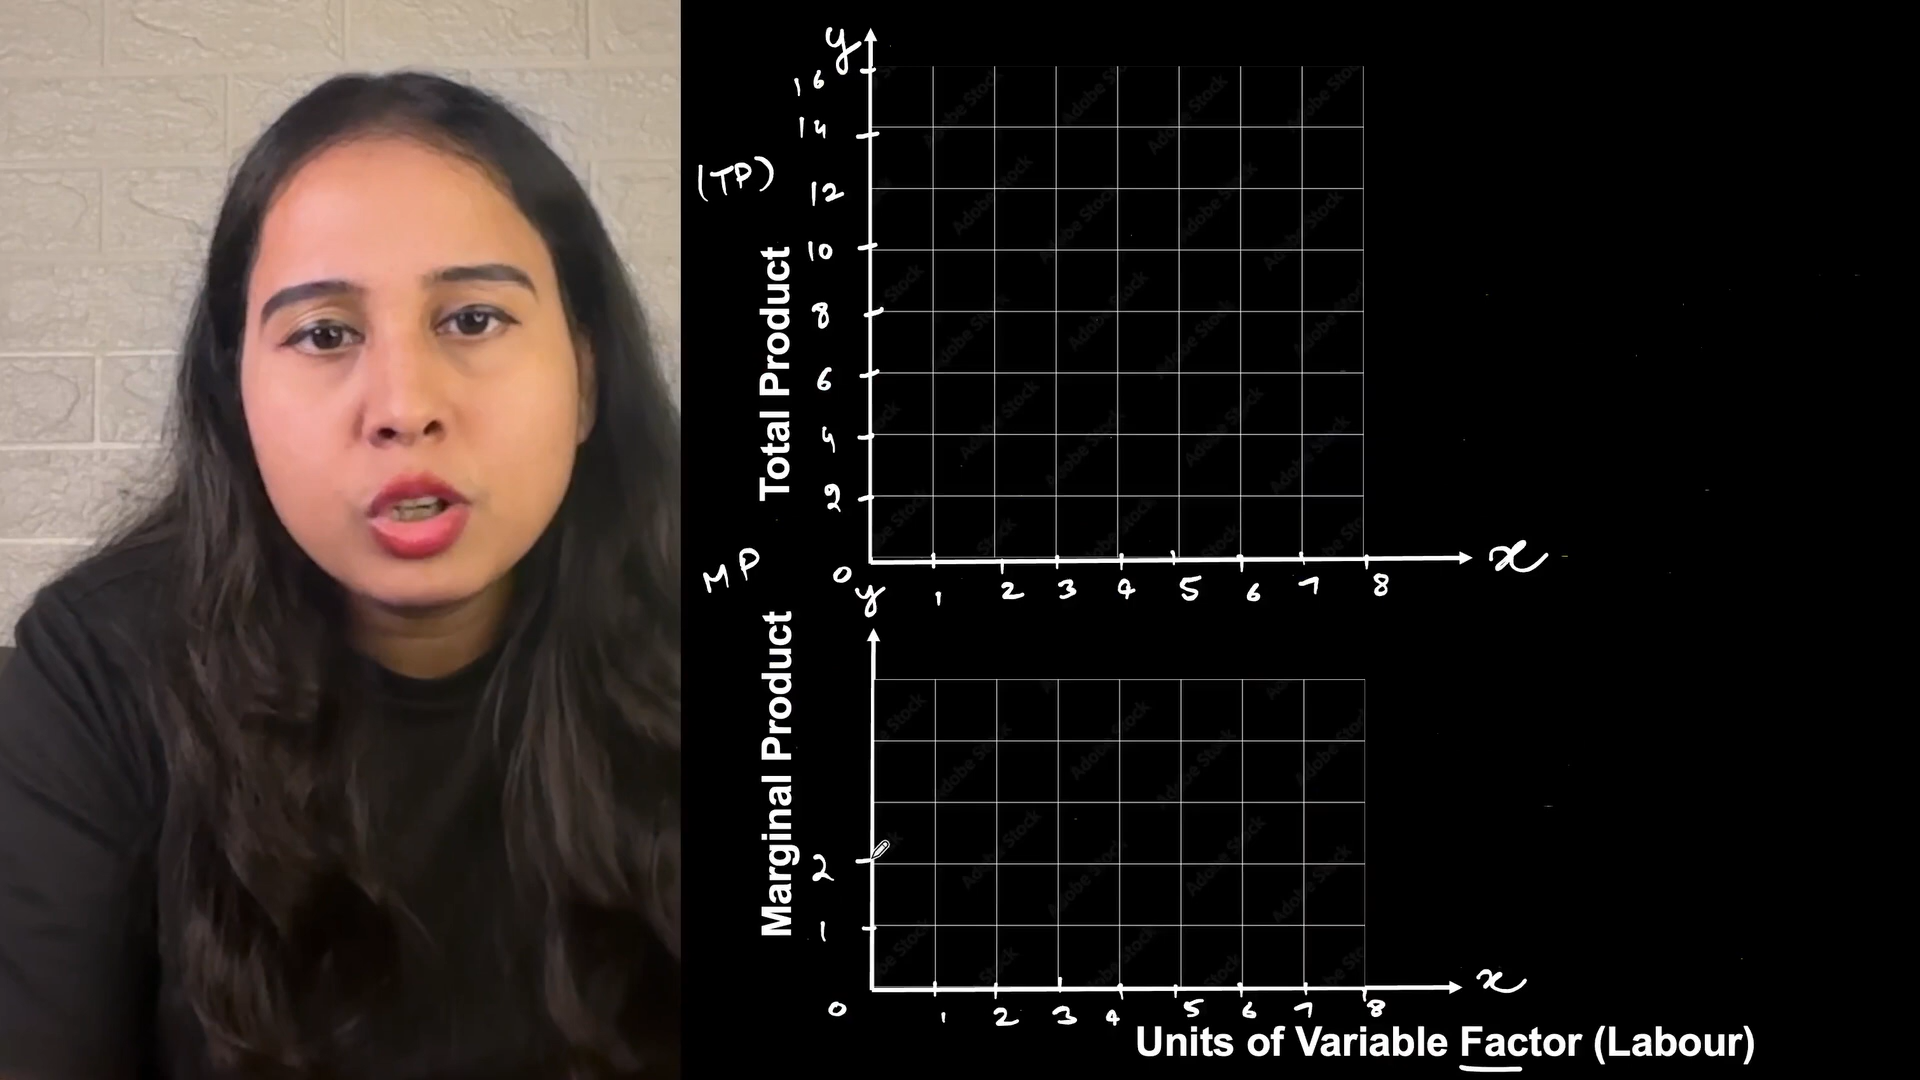 y
16
14
(TP)
12
10
8
6
4
2
Total Product
0
1 2 3 4 5 6 7 8
x
MP
y
Marginal Product
2
1
0
1 2 3 4 5 6 7 8
x
Units of Variable Factor (Labour)
Adobe Stock